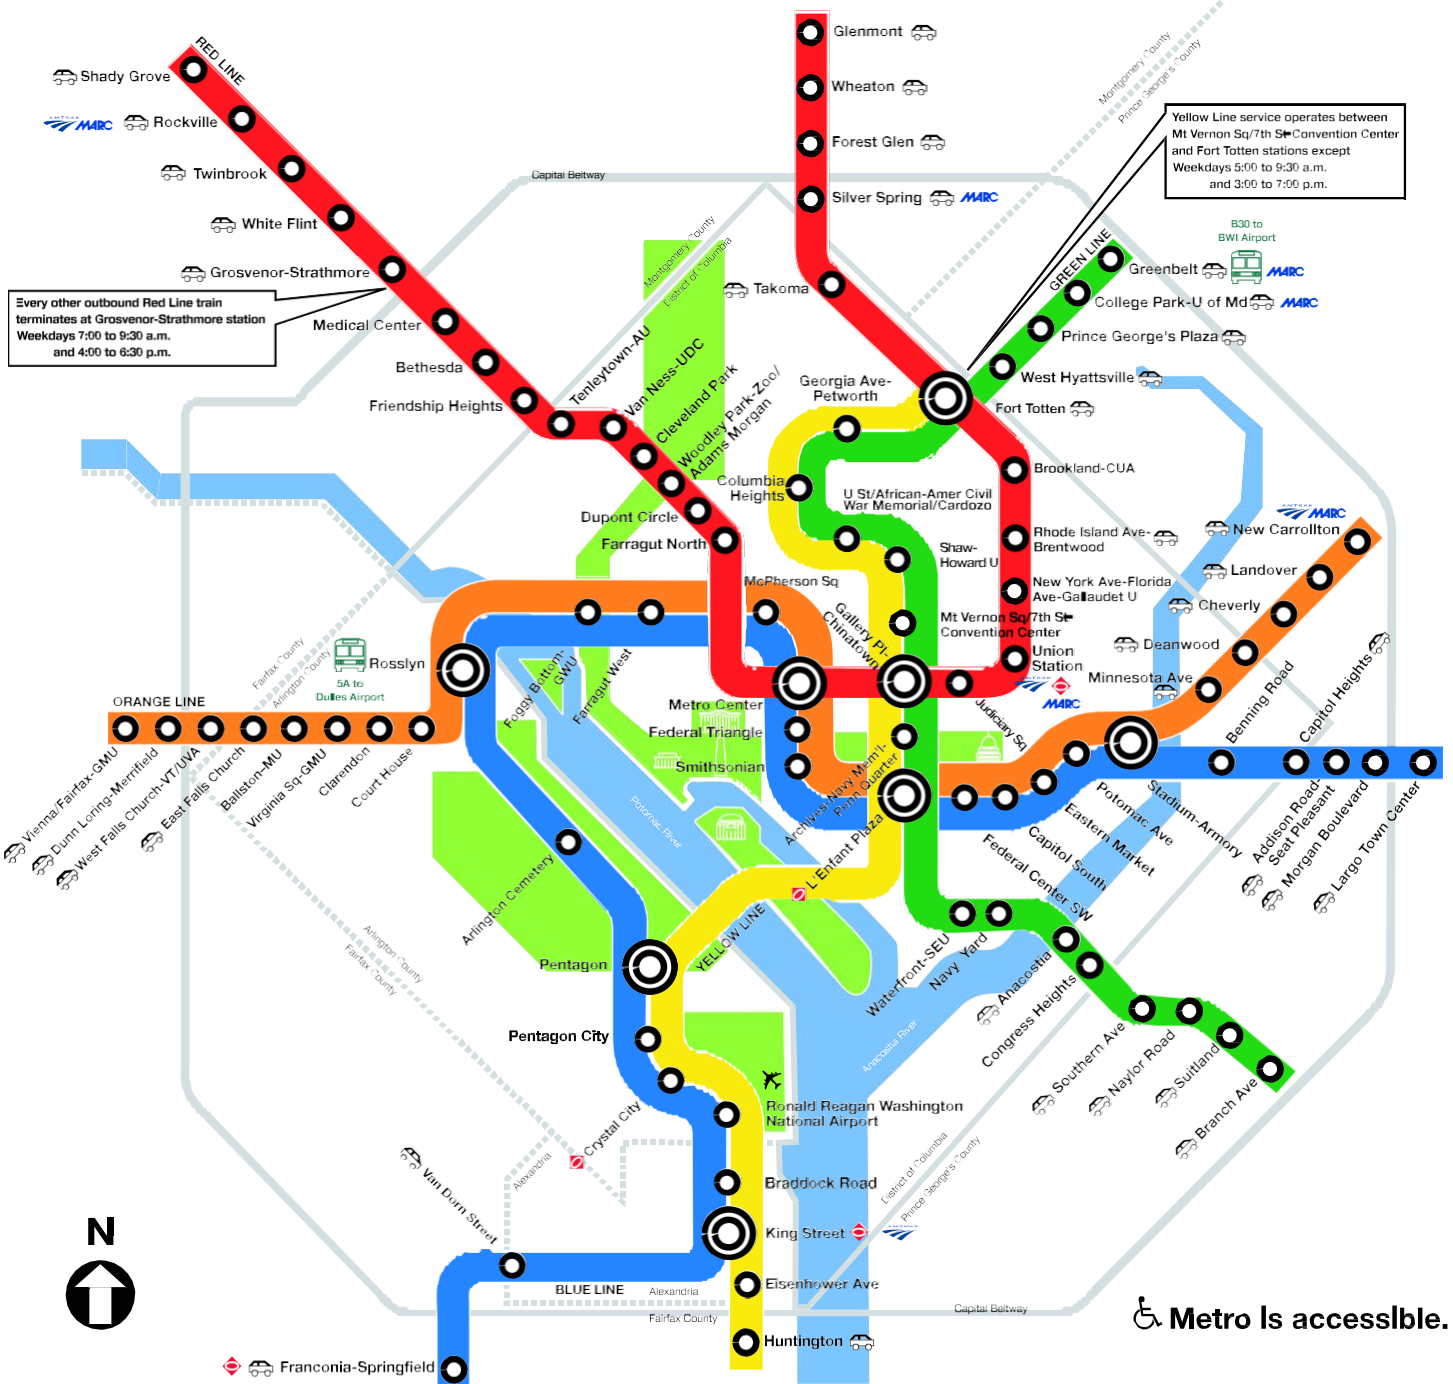 RED LINE
Shady Grove
AMTRAK
MARC
Rockville
Twinbrook
White Flint
Grosvenor-Strathmore
Every other outbound Red Line train
terminates at Grosvenor-Strathmore station
Weekdays 7:00 to 9:30 a.m.
and 4:00 to 6:30 p.m.
Medical Center
Bethesda
Friendship Heights
Tenleytown-AU
Van Ness-UDC
Cleveland Park
Woodley Park-Zoo/
Adams Morgan
Dupont Circle
Farragut North
Capital Beltway
Montgomery County
District of Columbia
Glenmont
Wheaton
Forest Glen
Silver Spring
MARC
Takoma
Montgomery County
Prince George's County
Yellow Line service operates between
Mt Vernon Sq/7th St-Convention Center
and Fort Totten stations except
Weekdays 5:00 to 9:30 a.m.
and 3:00 to 7:00 p.m.
B30 to
BWI Airport
GREEN LINE
Greenbelt
MARC
College Park-U of Md
MARC
Prince George's Plaza
West Hyattsville
Fort Totten
Georgia Ave-
Petworth
Columbia
Heights
U St/African-Amer Civil
War Memorial/Cardozo
Shaw-
Howard U
Mt Vernon Sq/7th St-
Convention Center
Brookland-CUA
Rhode Island Ave-
Brentwood
New York Ave-Florida
Ave-Gallaudet U
Union
Station
AMTRAK
MARC
Judiciary Sq
Gallery Pl-
Chinatown
McPherson Sq
Metro Center
Federal Triangle
Smithsonian
Archives-Navy Mem'l-
Penn Quarter
L'Enfant Plaza
AMTRAK
MARC
New Carrollton
Landover
Cheverly
Deanwood
Minnesota Ave
Benning Road
Capitol Heights
Stadium-Armory
Potomac Ave
Eastern Market
Capitol South
Federal Center SW
Addison Road-
Seat Pleasant
Morgan Boulevard
Largo Town Center
Fairfax County
Arlington County
5A to
Dulles Airport
Rosslyn
ORANGE LINE
Vienna/Fairfax-GMU
Dunn Loring-Merrifield
West Falls Church-VT/UVA
East Falls Church
Ballston-MU
Virginia Sq-GMU
Clarendon
Court House
Foggy Bottom-
GWU
Farragut West
Potomac River
Arlington Cemetery
Arlington County
Fairfax County
Pentagon
YELLOW LINE
Pentagon City
Crystal City
Waterfront-SEU
Navy Yard
Anacostia
Congress Heights
Southern Ave
Naylor Road
Suitland
Branch Ave
Anacostia River
Ronald Reagan Washington
National Airport
Braddock Road
King Street
Eisenhower Ave
Huntington
District of Columbia
Prince George's County
Alexandria
Van Dorn Street
BLUE LINE
Alexandria
Fairfax County
Capital Beltway
Franconia-Springfield
N
Metro is accessible.